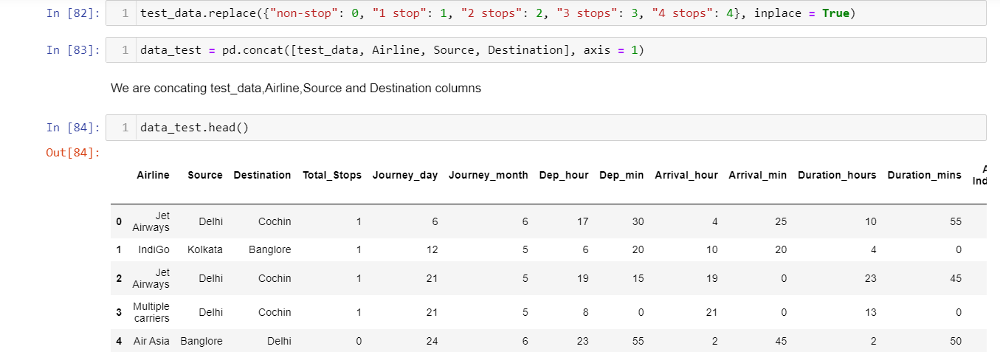 In [82]: 1 test_data.replace({"non-stop": 0, "1 stop": 1, "2 stops": 2, "3 stops": 3, "4 stops": 4}, inplace = True)
In [83]: 1 data_test = pd.concat([test_data, Airline, Source, Destination], axis = 1)
We are concating test_data,Airline,Source and Destination columns
In [84]: 1 data_test.head()
Out[84]:
Airline Source Destination Total_Stops Journey_day Journey_month Dep_hour Dep_min Arrival_hour Arrival_min Duration_hours Duration_mins
0 Jet Airways Delhi Cochin 1 6 6 17 30 4 25 10 55
1 IndiGo Kolkata Banglore 1 12 5 6 20 10 20 4 0
2 Jet Airways Delhi Cochin 1 21 5 19 15 19 0 23 45
3 Multiple carriers Delhi Cochin 1 21 5 8 0 21 0 13 0
4 Air Asia Banglore Delhi 0 24 6 23 55 2 45 2 50